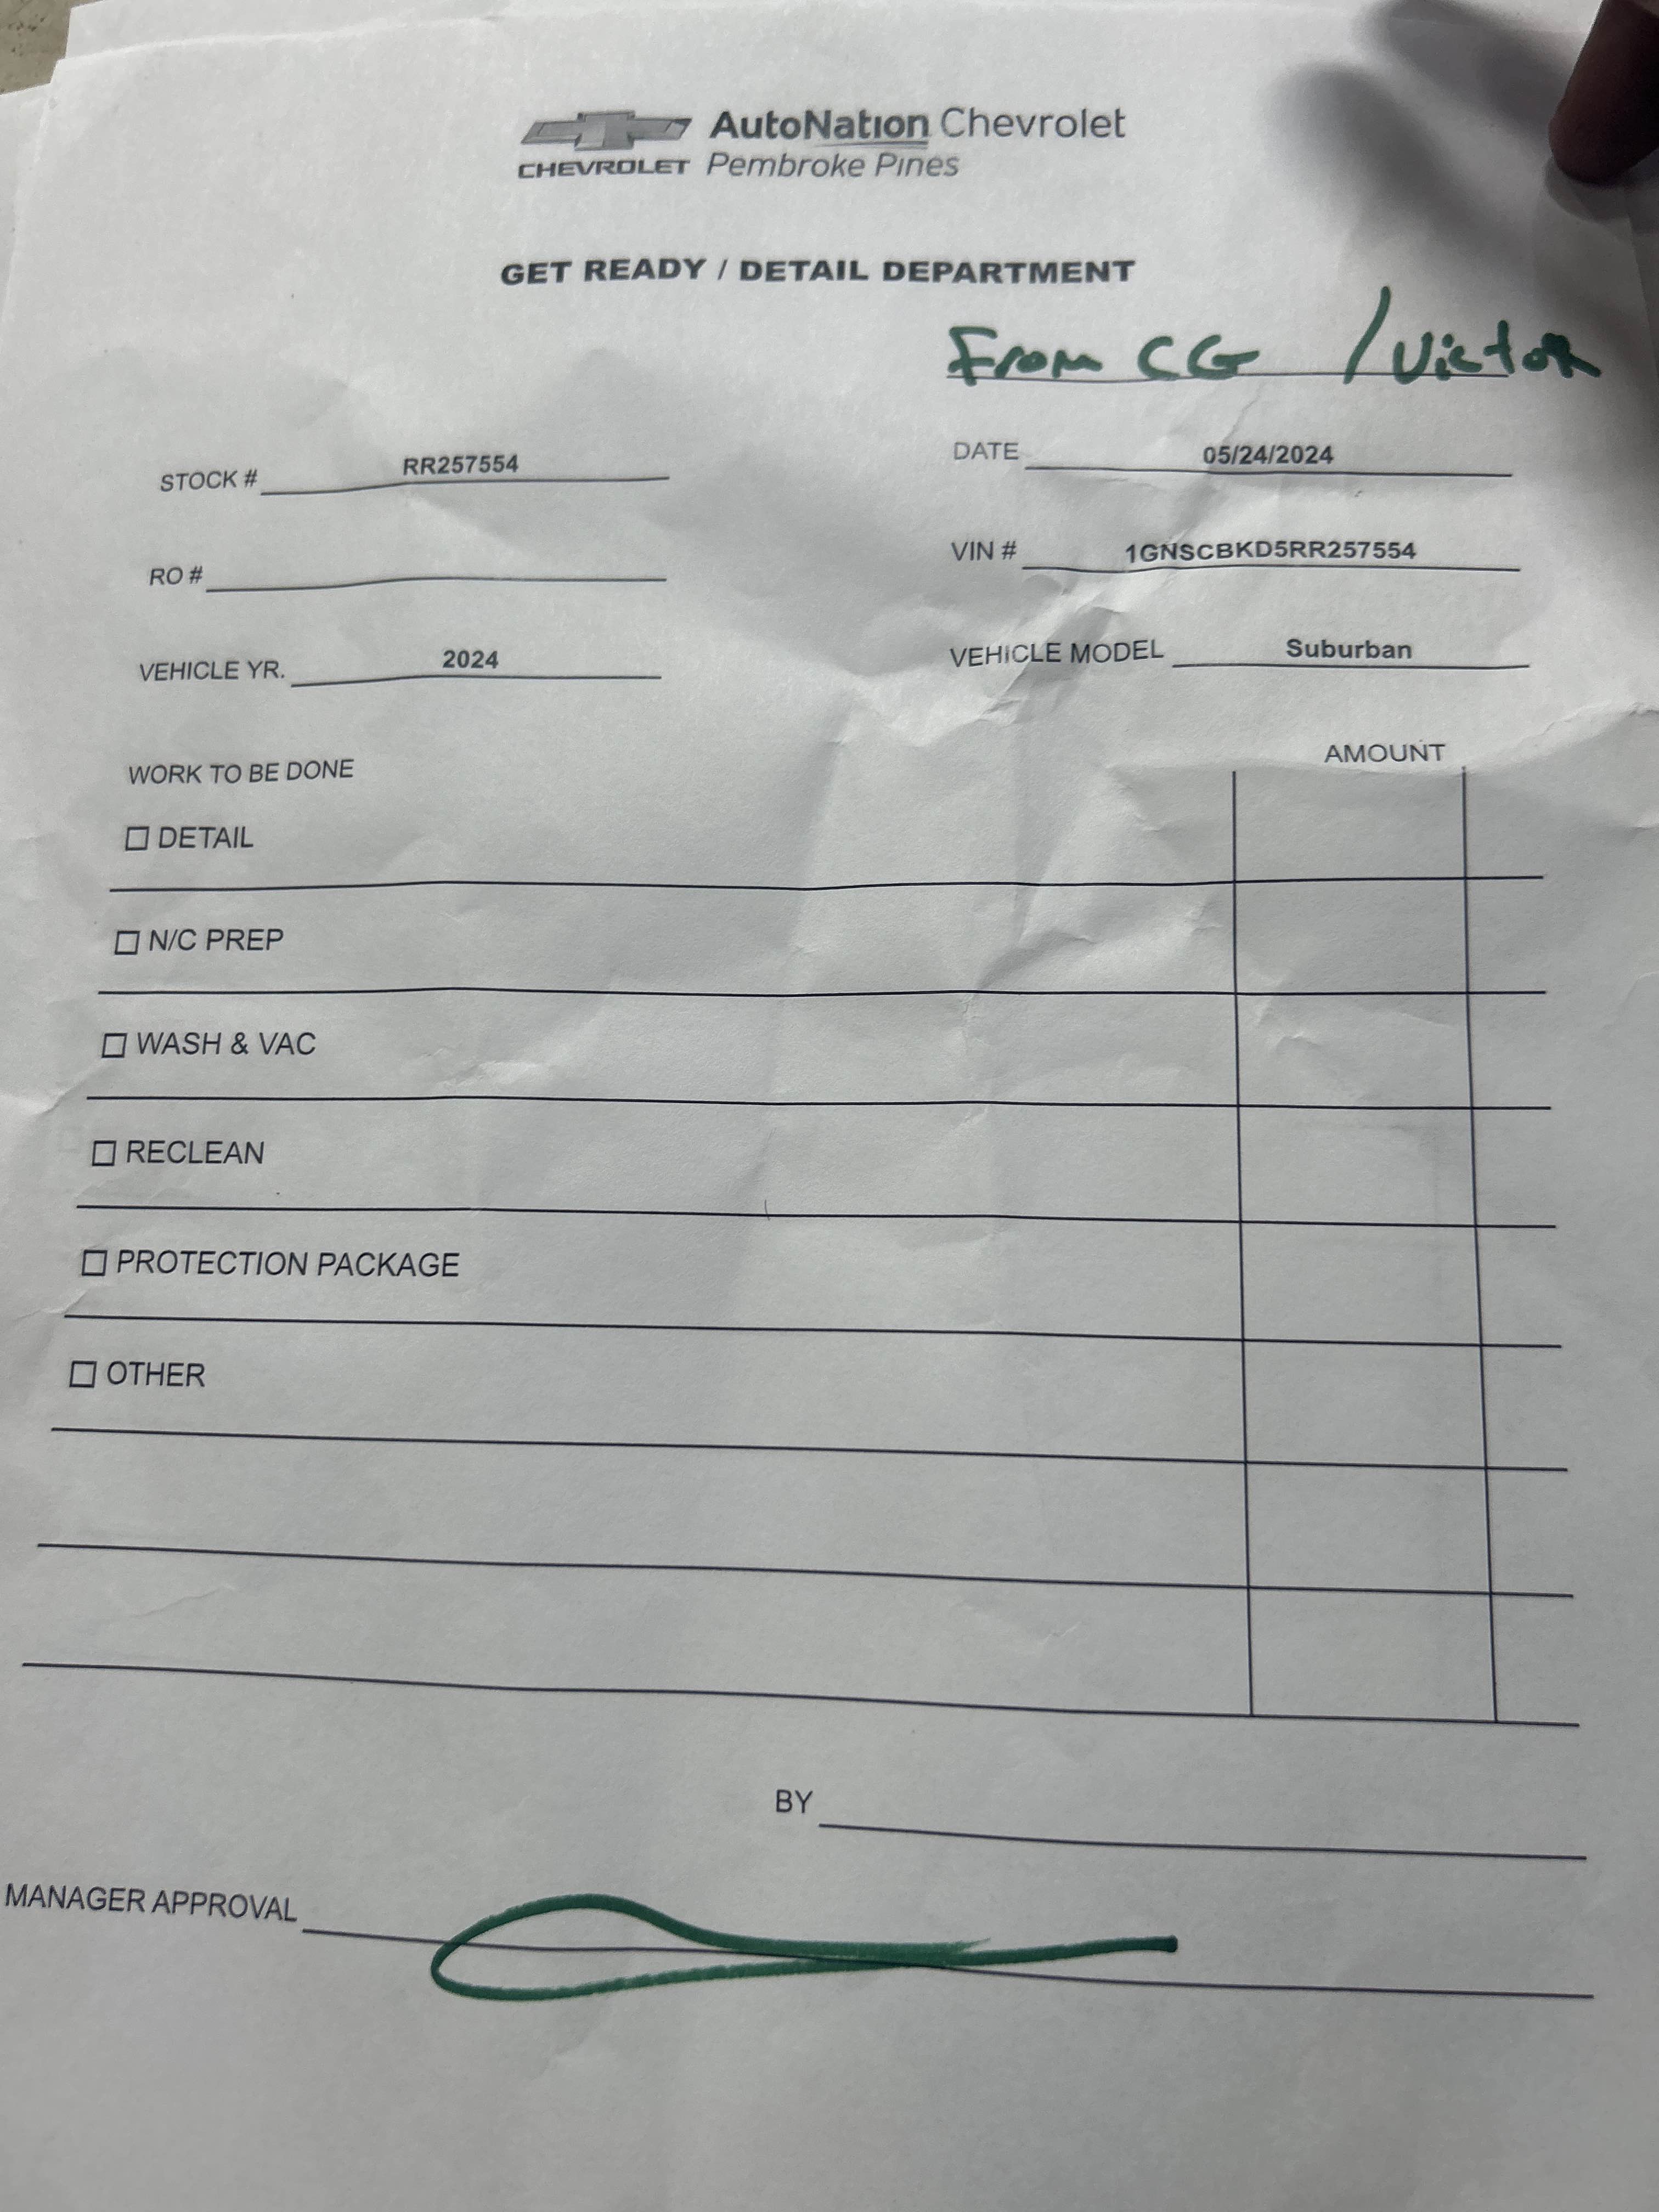 AutoNation Chevrolet
CHEVROLET Pembroke Pines
GET READY / DETAIL DEPARTMENT
From CG / Victor
STOCK # RR257554
DATE 05/24/2024
RO #
VIN # 1GNSCBKD5RR257554
VEHICLE YR. 2024
VEHICLE MODEL Suburban
WORK TO BE DONE
AMOUNT
DETAIL
N/C PREP
WASH & VAC
RECLEAN
PROTECTION PACKAGE
OTHER
BY
MANAGER APPROVAL